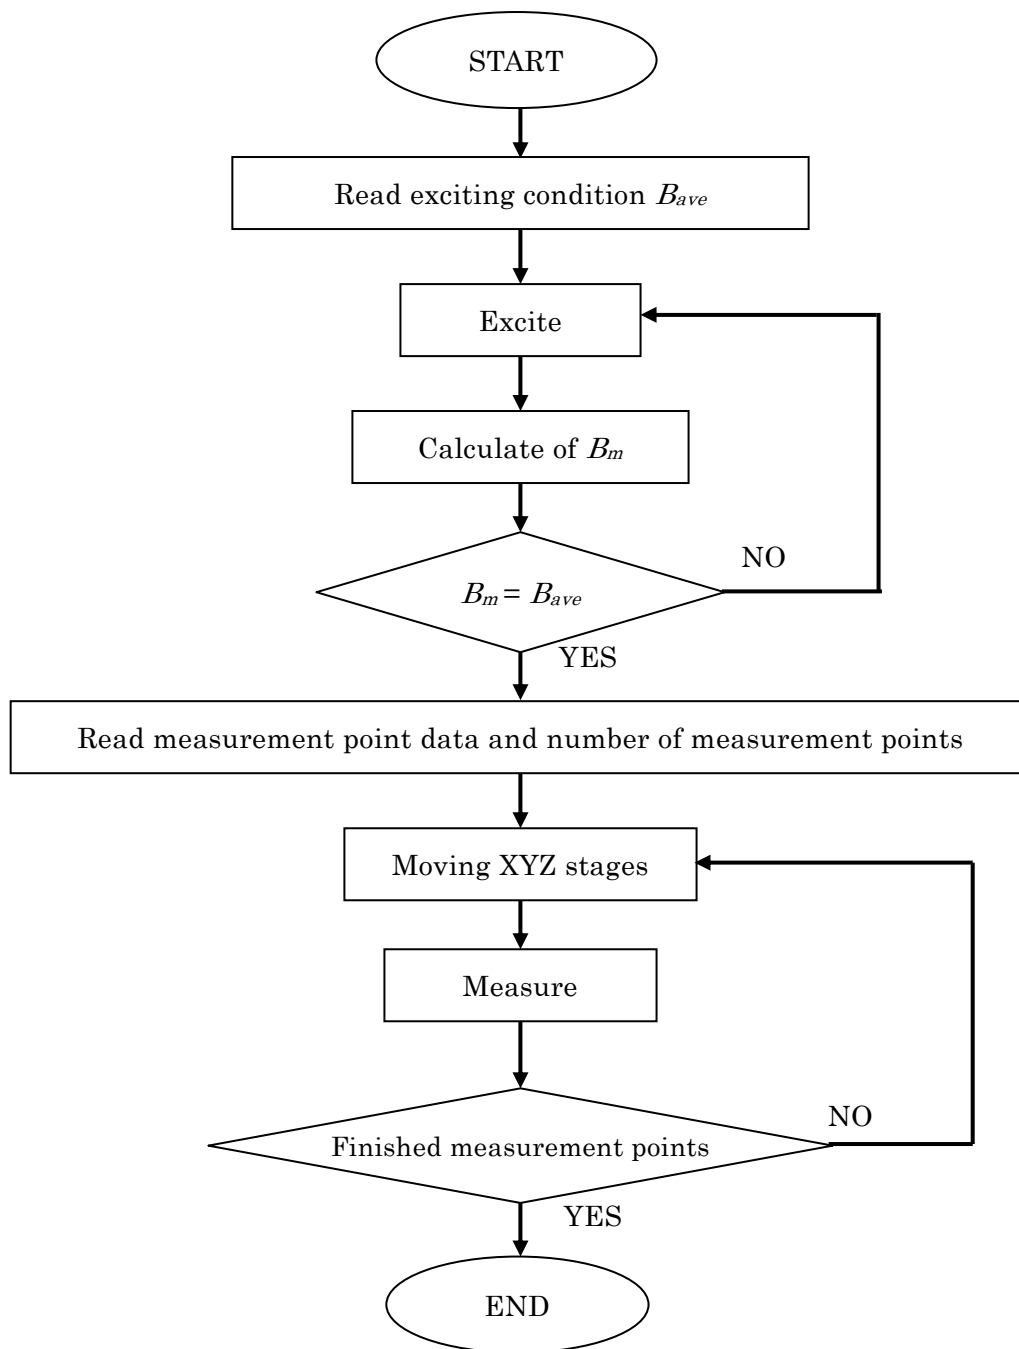 START
Read exciting condition Bave
Excite
Calculate of Bm
NO
Bm = Bave
YES
Read measurement point data and number of measurement points
Moving XYZ stages
Measure
NO
Finished measurement points
YES
END